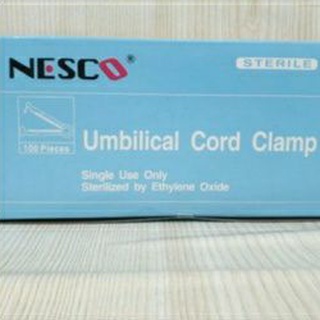 NESCO®
STERILE
100 Pieces
Umbilical Cord Clamp
Single Use Only
Sterilized by Ethylene Oxide